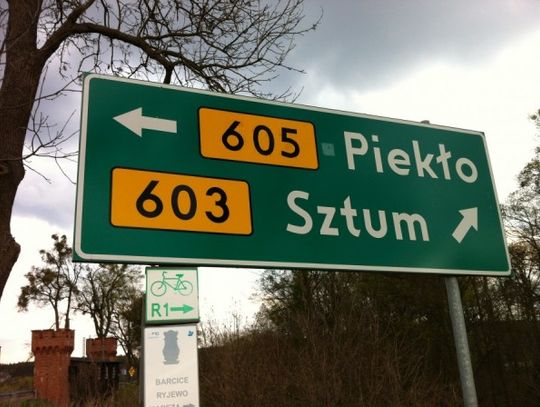 605 Piekło
603 Sztum
R1
BARCICE
RYJEWO